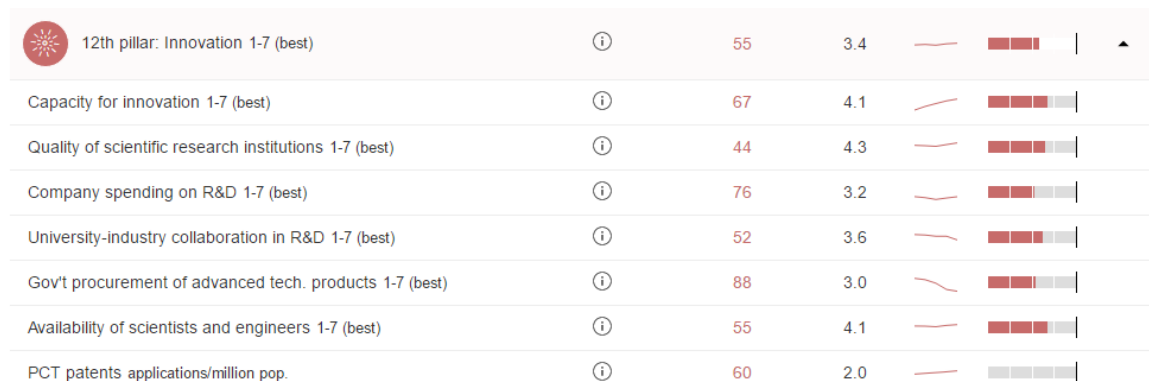 12th pillar: Innovation 1-7 (best) 55 3.4
Capacity for innovation 1-7 (best) 67 4.1
Quality of scientific research institutions 1-7 (best) 44 4.3
Company spending on R&D 1-7 (best) 76 3.2
University-industry collaboration in R&D 1-7 (best) 52 3.6
Gov't procurement of advanced tech. products 1-7 (best) 88 3.0
Availability of scientists and engineers 1-7 (best) 55 4.1
PCT patents applications/million pop. 60 2.0